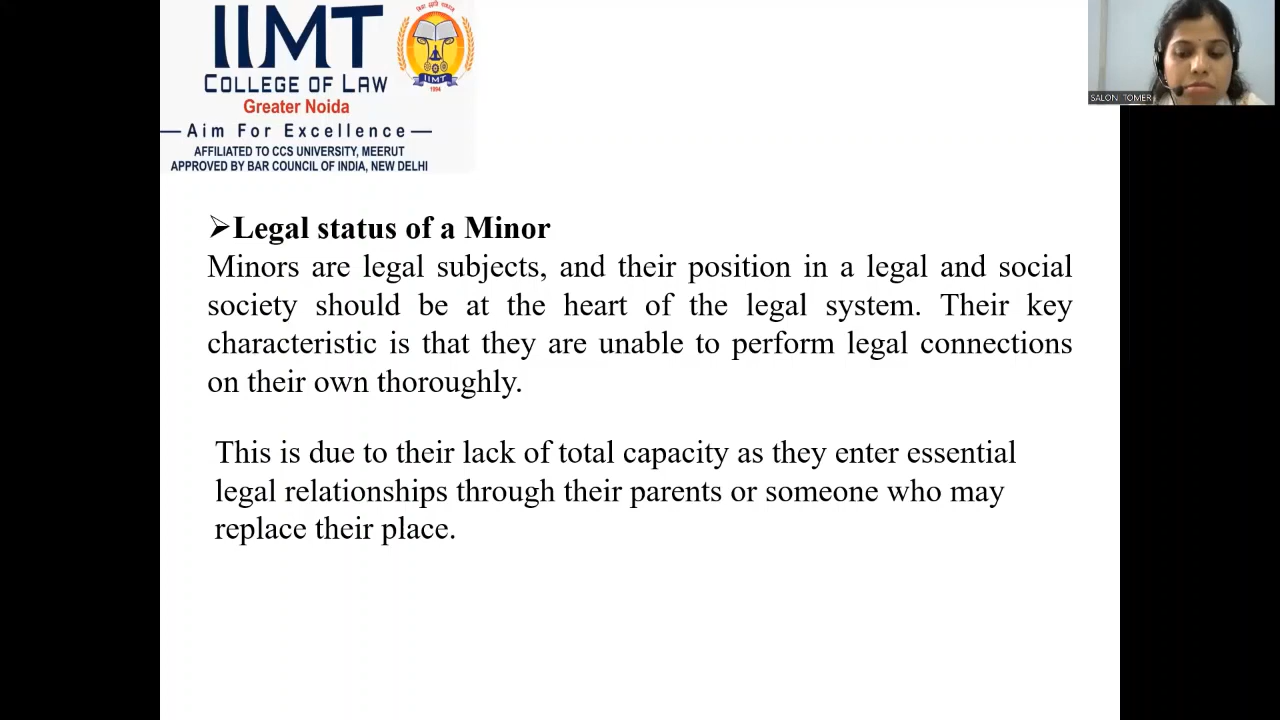 IIMT
COLLEGE OF LAW
Greater Noida
—Aim For Excellence—
AFFILIATED TO CCS UNIVERSITY, MEERUT
APPROVED BY BAR COUNCIL OF INDIA, NEW DELHI
IIMT
1994
SALONI TOMER
➢Legal status of a Minor
Minors are legal subjects, and their position in a legal and social
society should be at the heart of the legal system. Their key
characteristic is that they are unable to perform legal connections
on their own thoroughly.
This is due to their lack of total capacity as they enter essential
legal relationships through their parents or someone who may
replace their place.